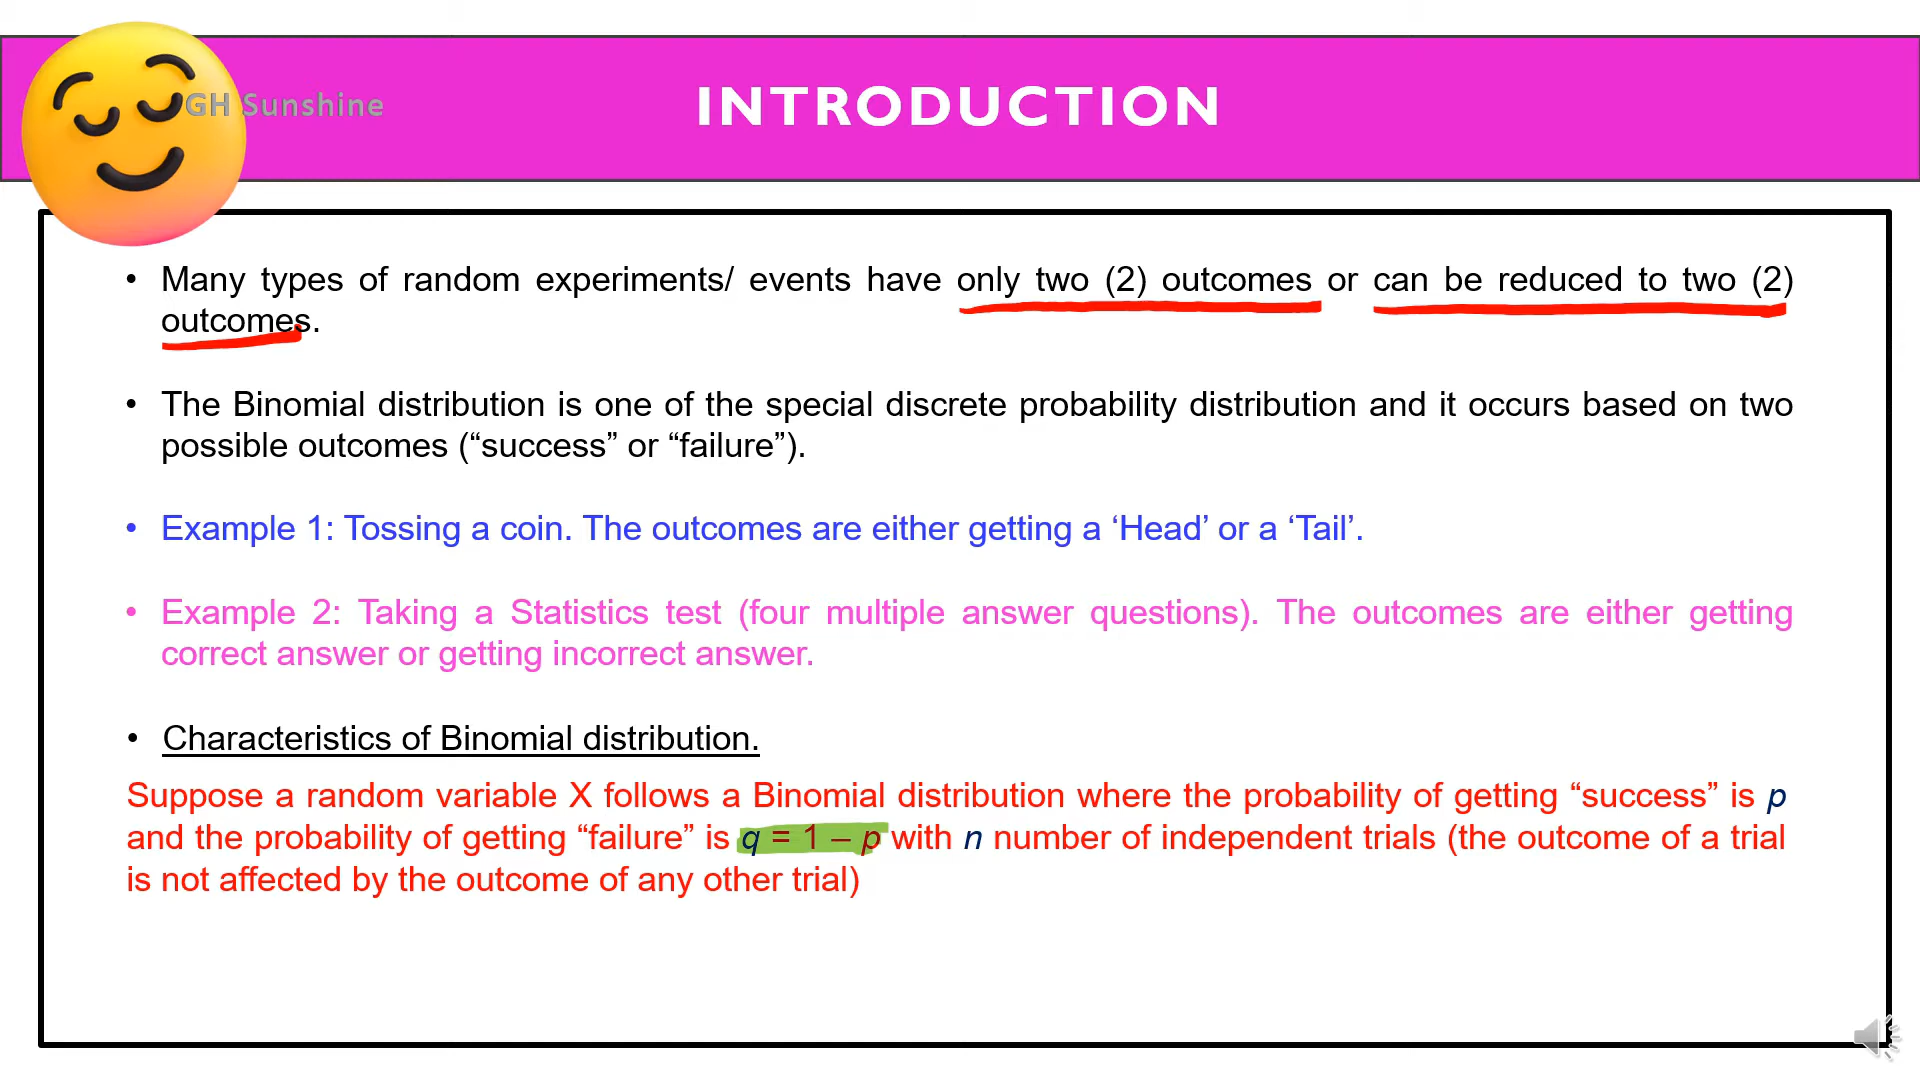 GH Sunshine
INTRODUCTION
• Many types of random experiments/ events have only two (2) outcomes or can be reduced to two (2)
outcomes.
• The Binomial distribution is one of the special discrete probability distribution and it occurs based on two
possible outcomes (“success” or “failure”).
• Example 1: Tossing a coin. The outcomes are either getting a ‘Head’ or a ‘Tail’.
• Example 2: Taking a Statistics test (four multiple answer questions). The outcomes are either getting
correct answer or getting incorrect answer.
• Characteristics of Binomial distribution.
Suppose a random variable X follows a Binomial distribution where the probability of getting “success” is p
and the probability of getting “failure” is q = 1 – p with n number of independent trials (the outcome of a trial
is not affected by the outcome of any other trial)